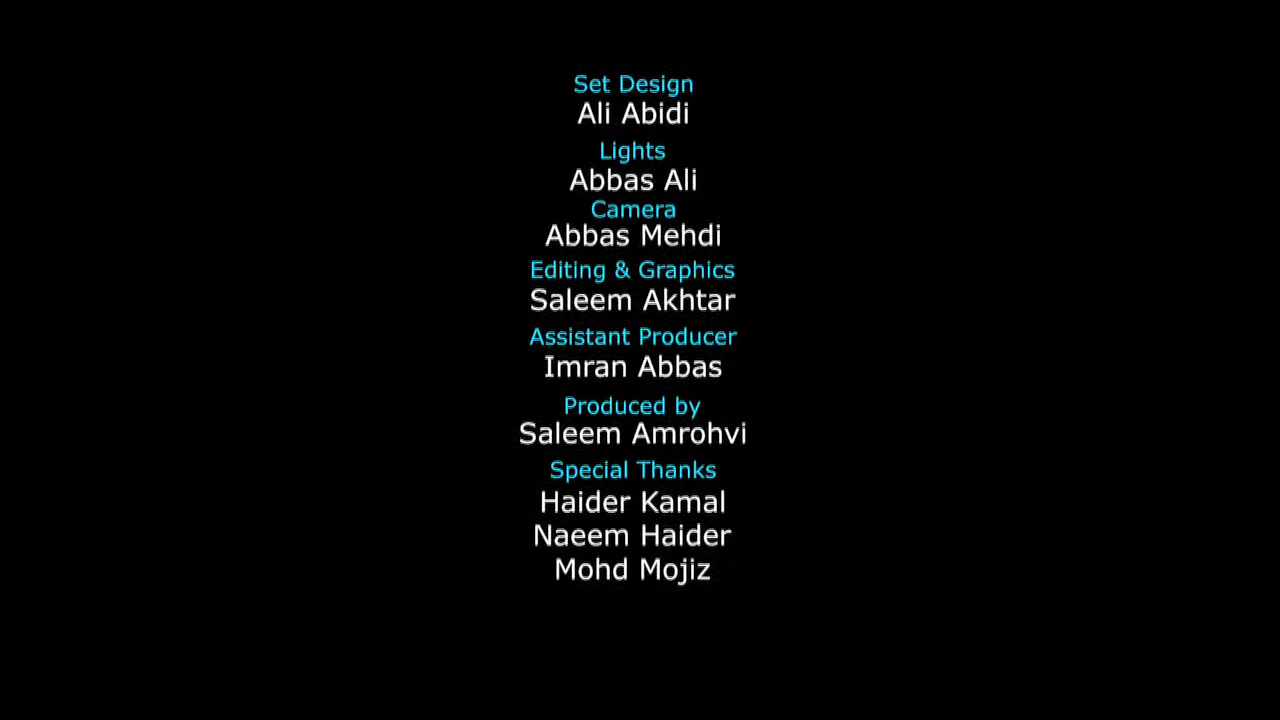 Set Design
Ali Abidi
Lights
Abbas Ali
Camera
Abbas Mehdi
Editing & Graphics
Saleem Akhtar
Assistant Producer
Imran Abbas
Produced by
Saleem Amrohvi
Special Thanks
Haider Kamal
Naeem Haider
Mohd Mojiz